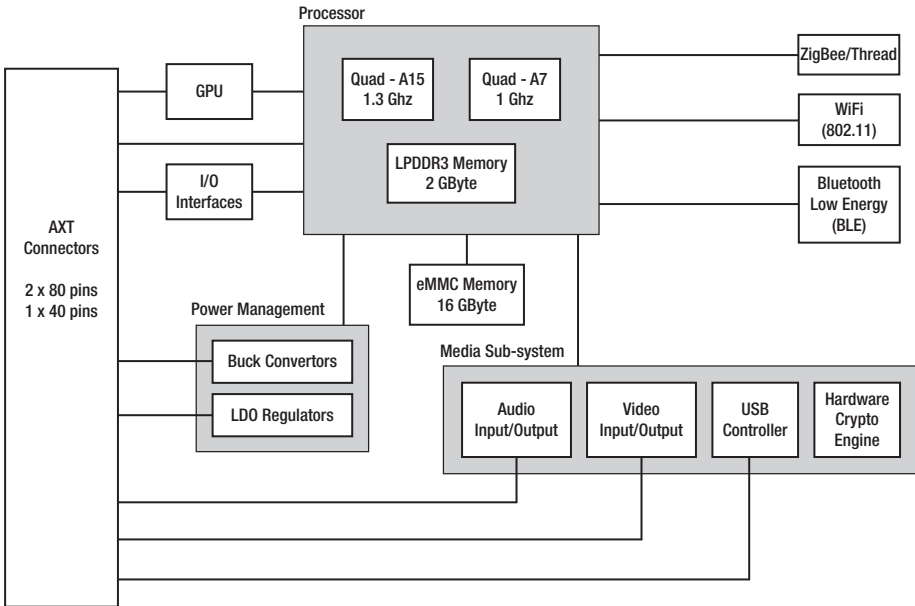 Processor
Quad - A15
1.3 Ghz
Quad - A7
1 Ghz
LPDDR3 Memory
2 GByte
GPU
I/O
Interfaces
AXT
Connectors
2 x 80 pins
1 x 40 pins
ZigBee/Thread
WiFi
(802.11)
Bluetooth
Low Energy
(BLE)
eMMC Memory
16 GByte
Power Management
Buck Convertors
LDO Regulators
Media Sub-system
Audio
Input/Output
Video
Input/Output
USB
Controller
Hardware
Crypto
Engine